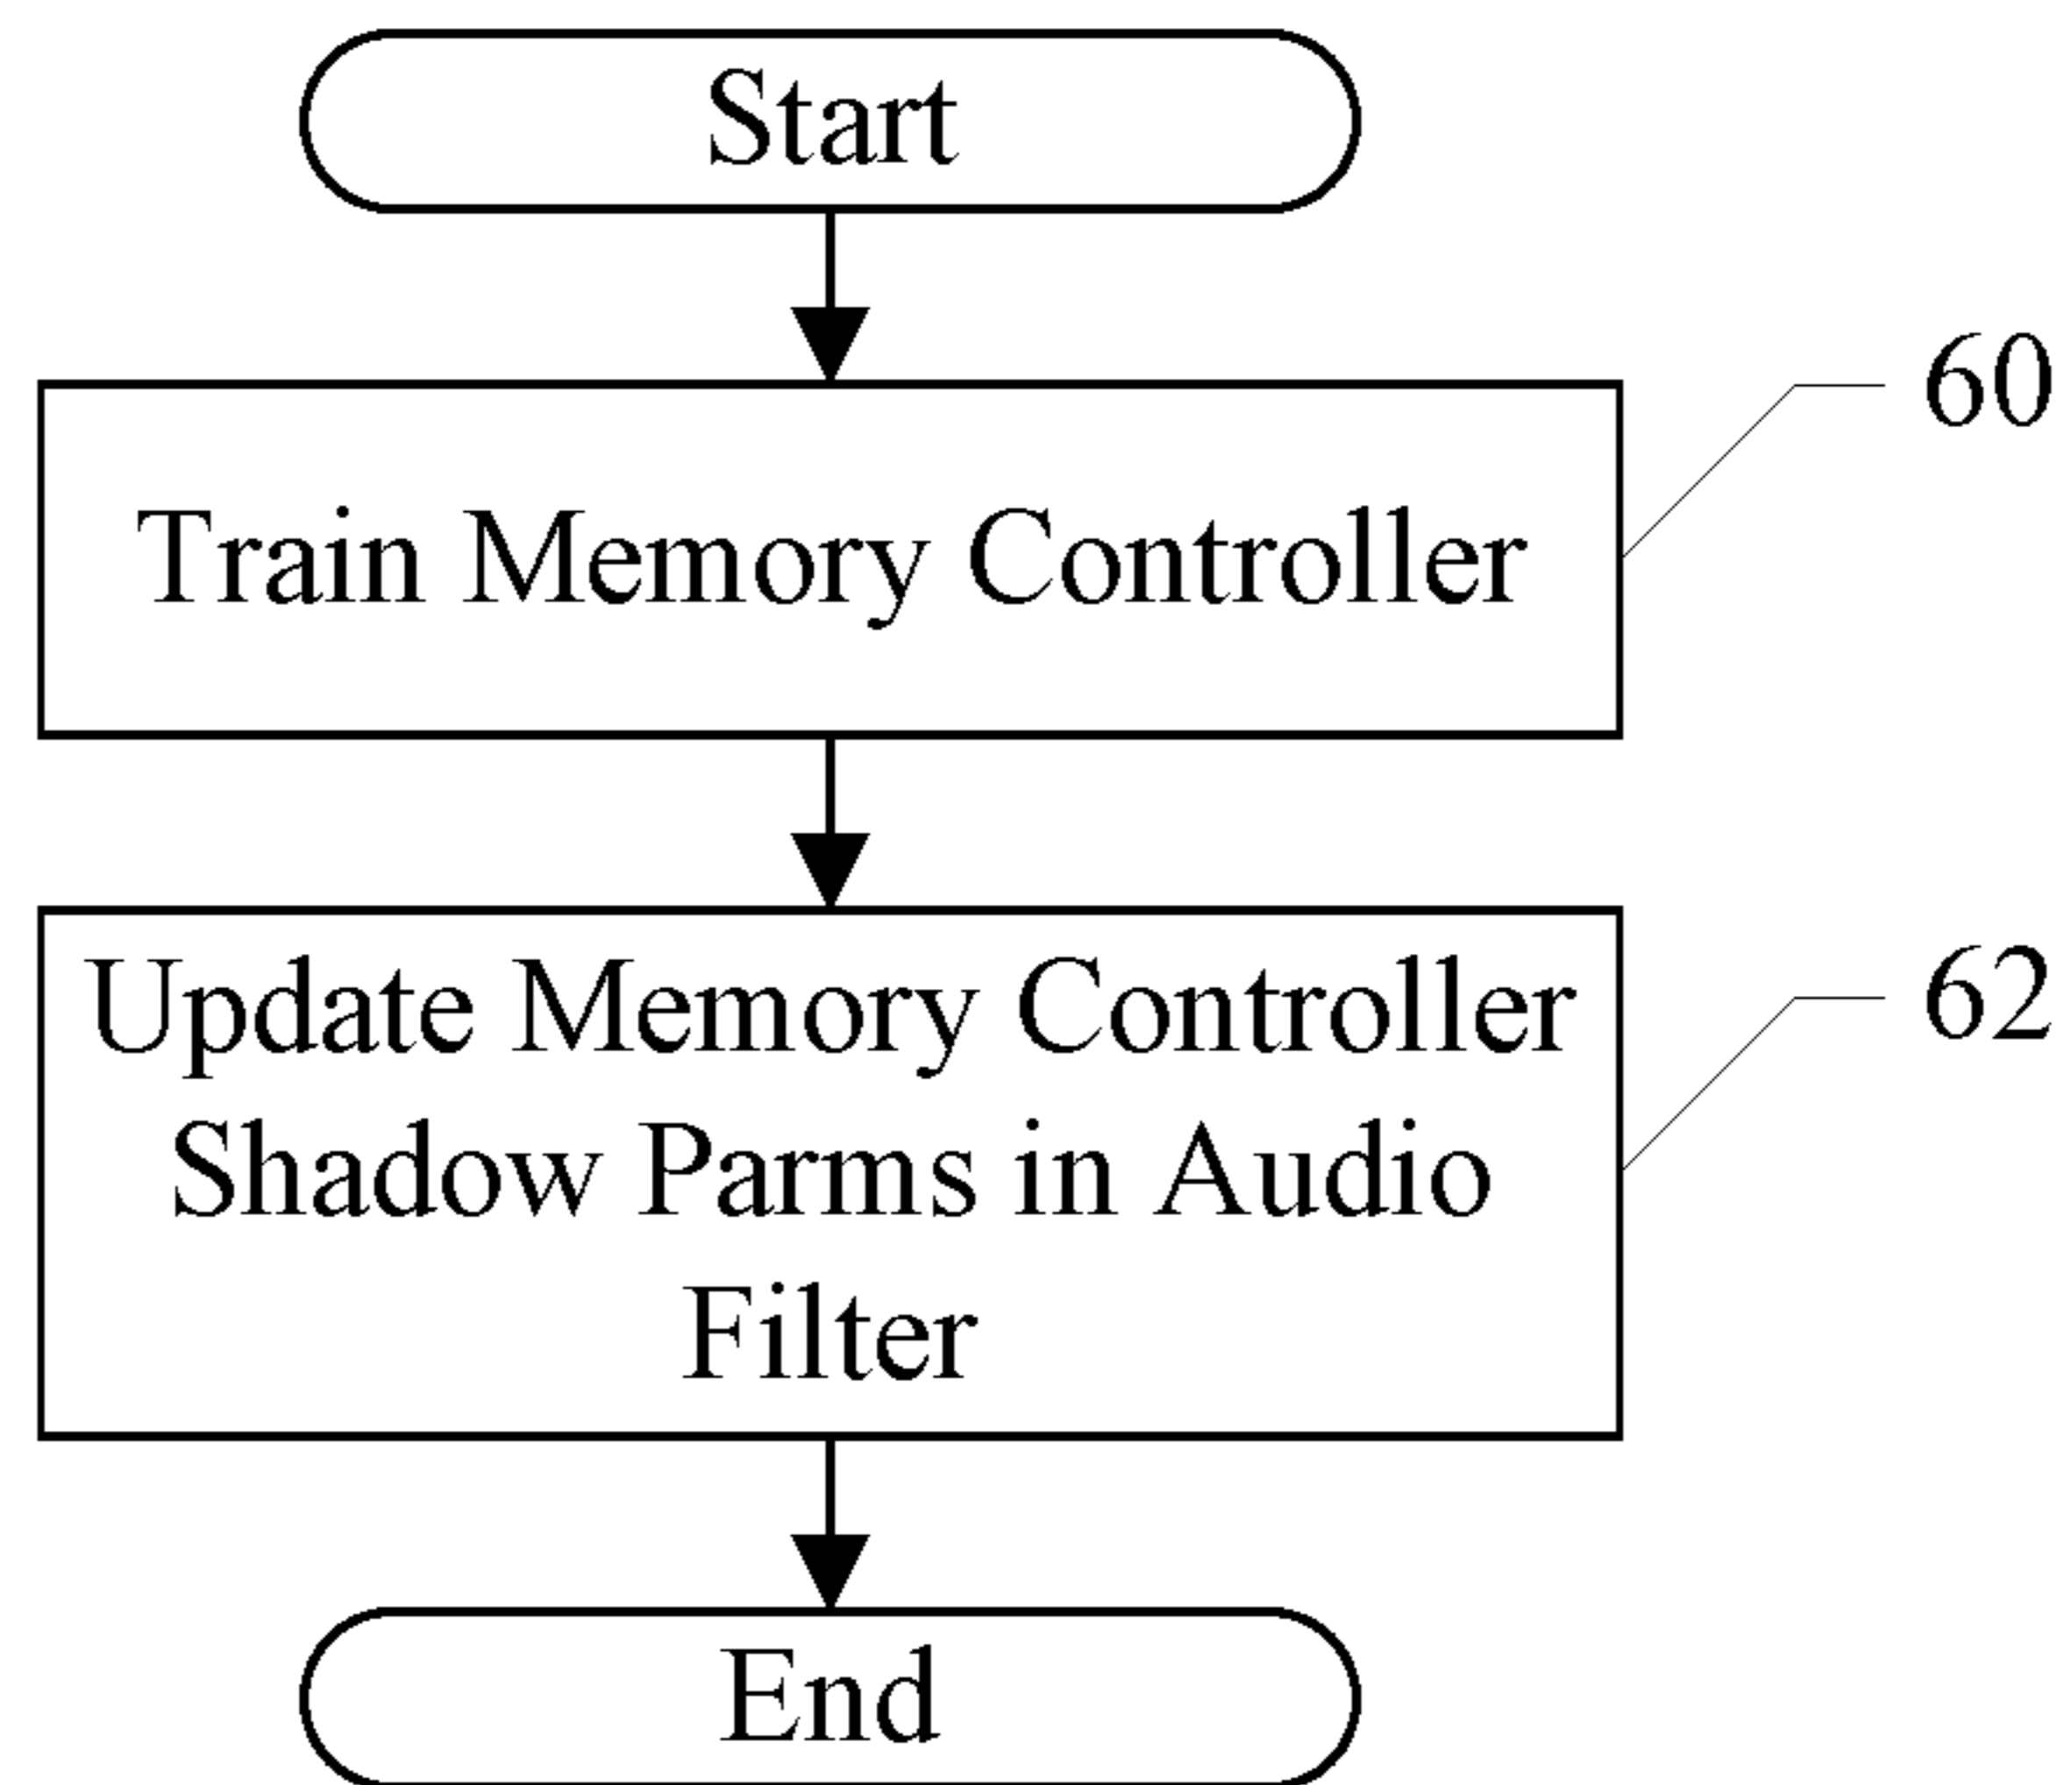 Start
60
Train Memory Controller
62
Update Memory Controller
Shadow Parms in Audio
Filter
End